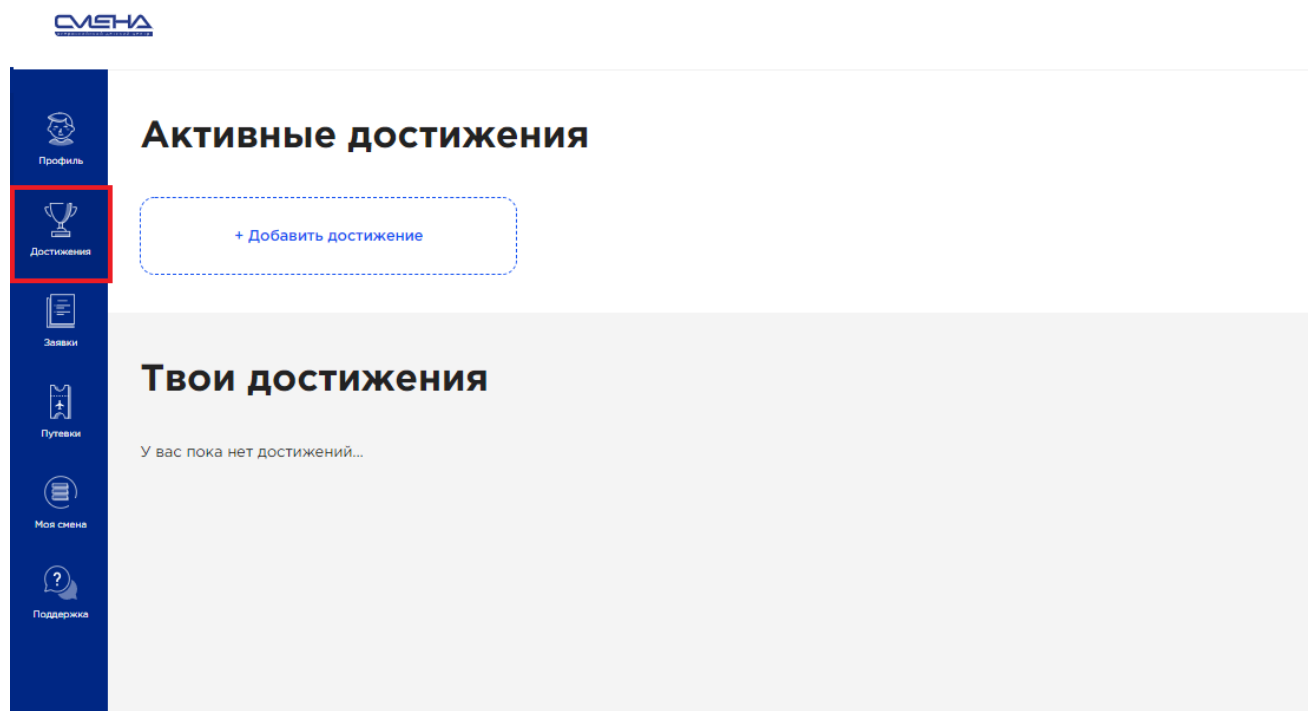 СМЕНА
Активные достижения
Профиль
+ Добавить достижение
Достижения
Заявки
Твои достижения
Путевки
У вас пока нет достижений...
Моя смена
Поддержка